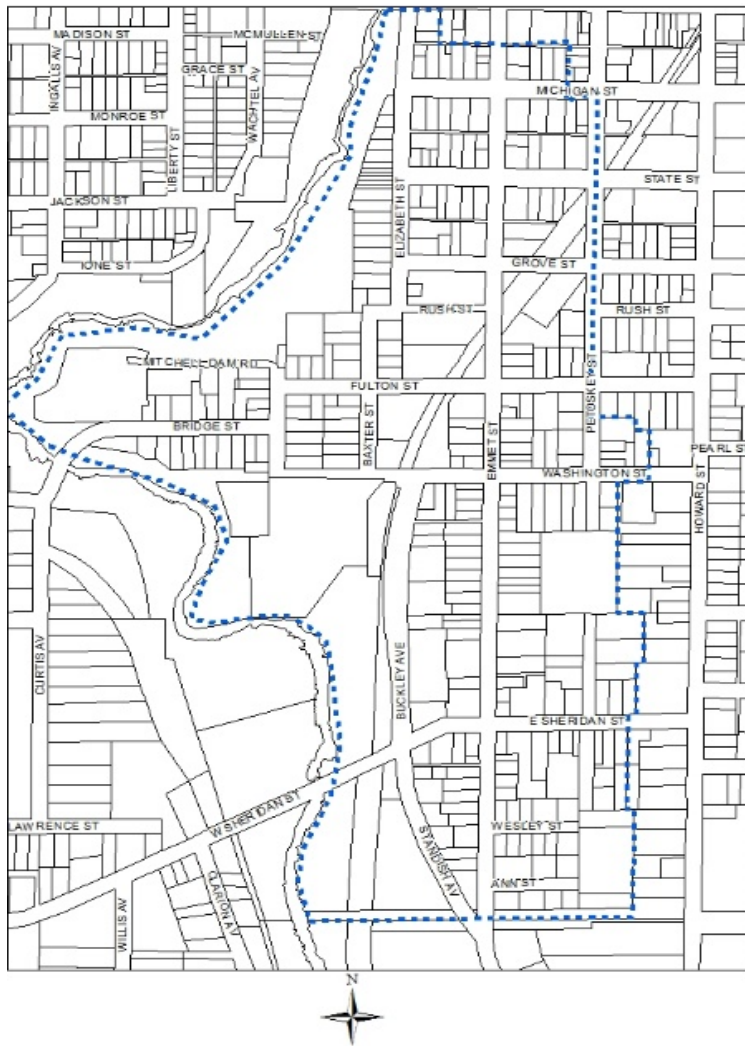 MADISON ST
MCMULLEN ST
INGALLS AV
GRACE ST
WACHTEL AV
MICHIGAN ST
MONROE ST
LIBERTY ST
STATE ST
JACKSON ST
ELIZABETH ST
IONE ST
GROVE ST
RUSH ST
RUSH ST
MITCHELL DAM RD
FULTON ST
PETOSKEY ST
BRIDGE ST
BAXTER ST
EMMET ST
PEARL ST
WASHINGTON ST
HOWARD ST
CURTIS AV
BUCKLEY AVE
E SHERIDAN ST
W SHERIDAN ST
LAWRENCE ST
WESLEY ST
STANDISH AV
CLARION AV
ANN ST
WILLIS AV
N